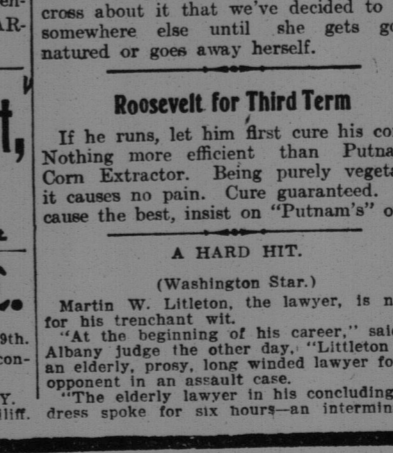 cross about it that we've decided to
somewhere else until she gets
natured or goes away herself.
Roosevelt for Third Term
If he runs, let him first cure his
Nothing more efficient than
Corn Extractor. Being purely
it causes no pain. Cure guaranteed.
cause the best, insist on "Putnam's"
A HARD HIT.
(Washington Star.)
Martin W. Litleton, the lawyer, is
for his trenchant wit.
"At the beginning of his career,"
Albany judge the other day, "Littleton
an elderly, prosy, long winded lawyer
opponent in an assault case.
"The elderly lawyer in his concluding
dress spoke for six hours—an
9th.
con-
Y.
iliff.